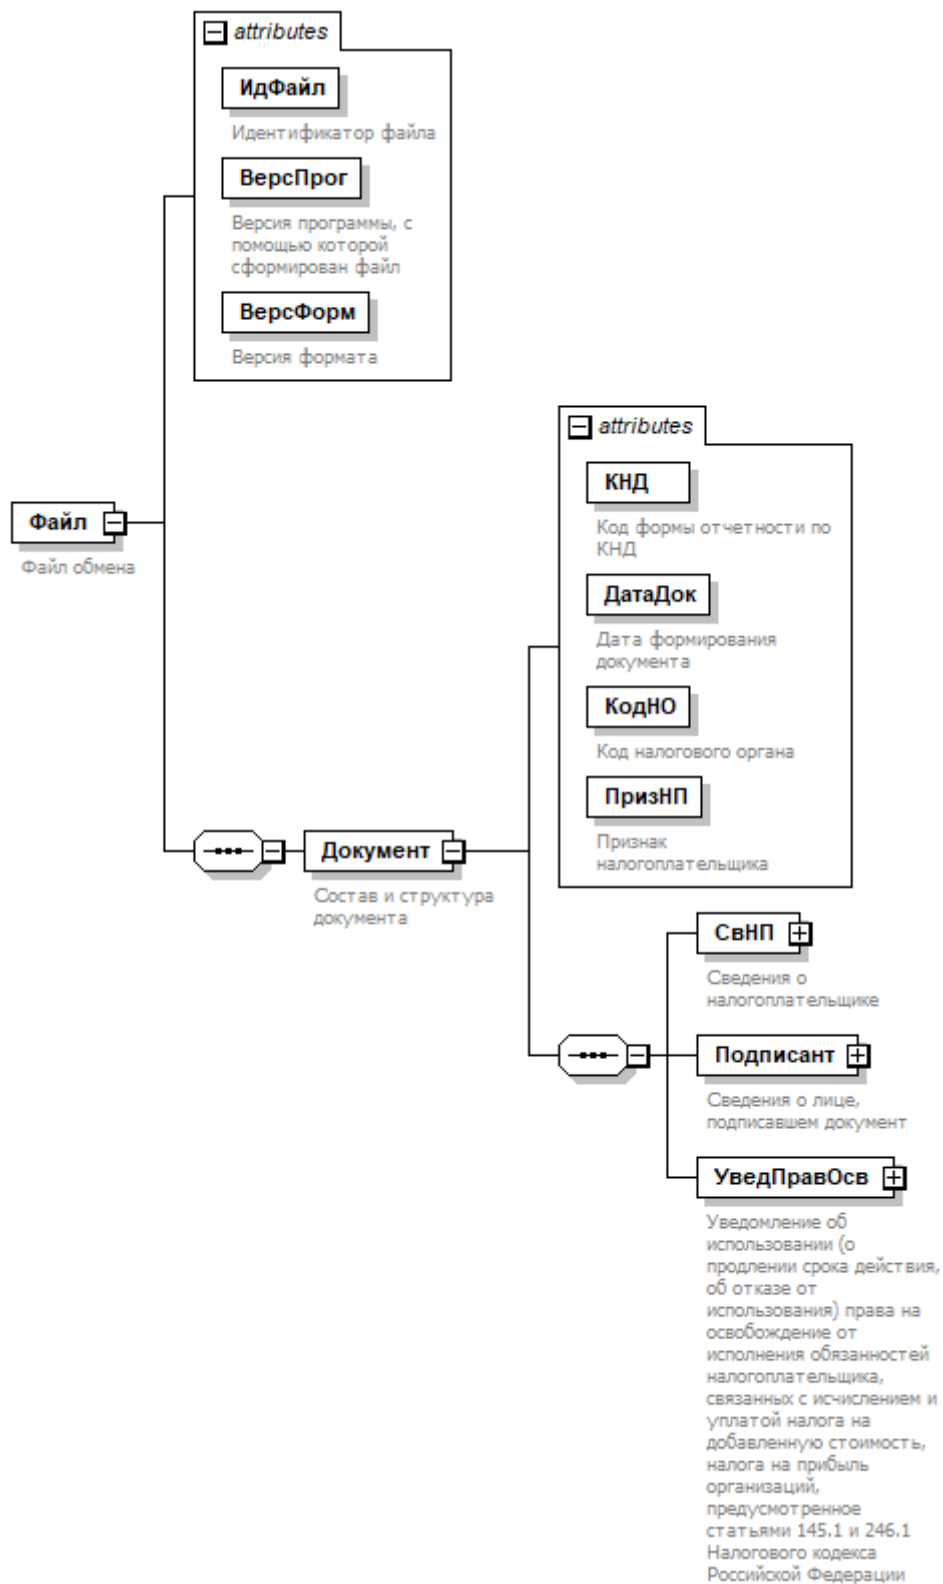 attributes
ИдФайл
Идентификатор файла
ВерсПрог
Версия программы, с
помощью которой
сформирован файл
ВерсФорм
Версия формата
Файл
Файл обмена
attributes
КНД
Код формы отчетности по
КНД
ДатаДок
Дата формирования
документа
КодНО
Код налогового органа
ПризНП
Признак
налогоплательщика
Документ
Состав и структура
документа
СвНП
Сведения о
налогоплательщике
Подписант
Сведения о лице,
подписавшем документ
УведПравОсв
Уведомление об
использовании (о
продлении срока действия,
об отказе от
использования) права на
освобождение от
исполнения обязанностей
налогоплательщика,
связанных с исчислением и
уплатой налога на
добавленную стоимость,
налога на прибыль
организаций,
предусмотренное
статьями 145.1 и 246.1
Налогового кодекса
Российской Федерации